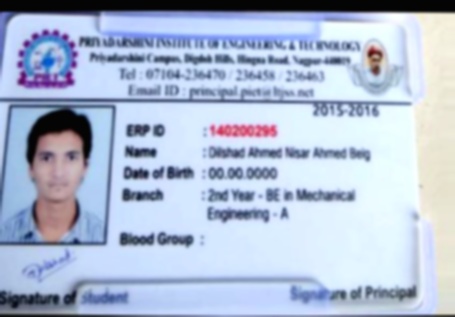 PRIYADARSHINI INSTITUTE OF ENGINEERING & TECHNOLOGY
Priyadarshini Campus, Digdoh Hills, Hingna Road, Nagpur-440019
Tel : 07104-236470 / 236458 / 236463
Email ID : principal.piet@ltjss.net
2015-2016
ERP ID : 140200295
Name : Dilshad Ahmed Nisar Ahmed Beig
Date of Birth : 00.00.0000
Branch : 2nd Year - BE in Mechanical
Engineering - A
Blood Group :
Signature of student Signature of Principal